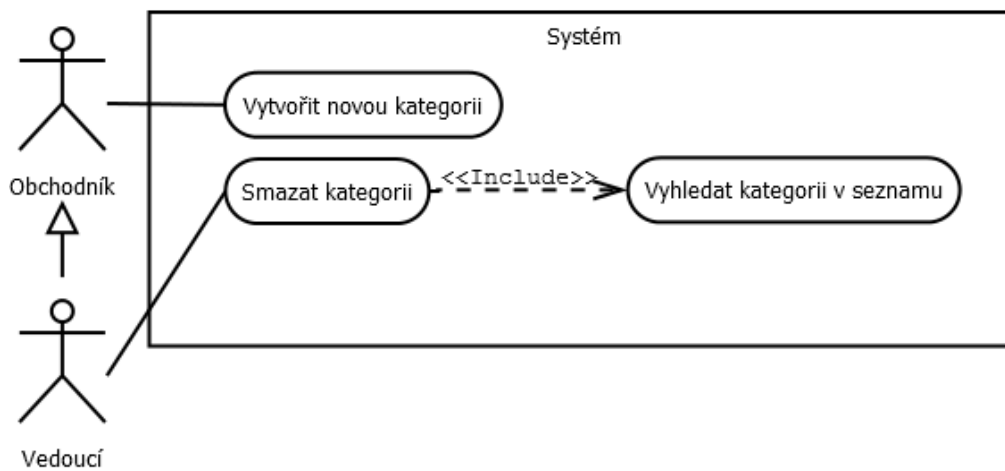 Systém
Vytvořit novou kategorii
Obchodník
Smazat kategorii
<<Include>>
Vyhledat kategorii v seznamu
Vedoucí